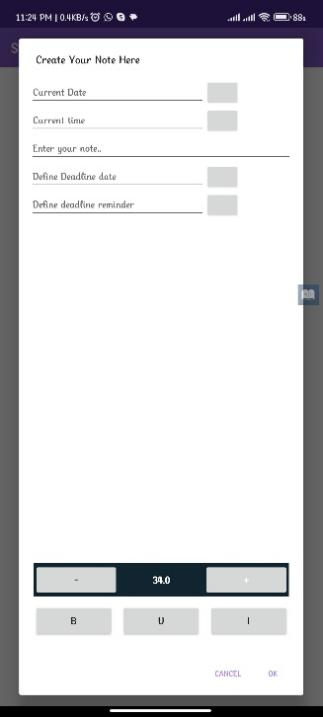 11:24 PM | 0.4KB/s
88%
Create Your Note Here
Current Date
Current time
Enter your note..
Define Deadline date
Define deadline reminder
- 34.0 +
B U I
CANCEL OK